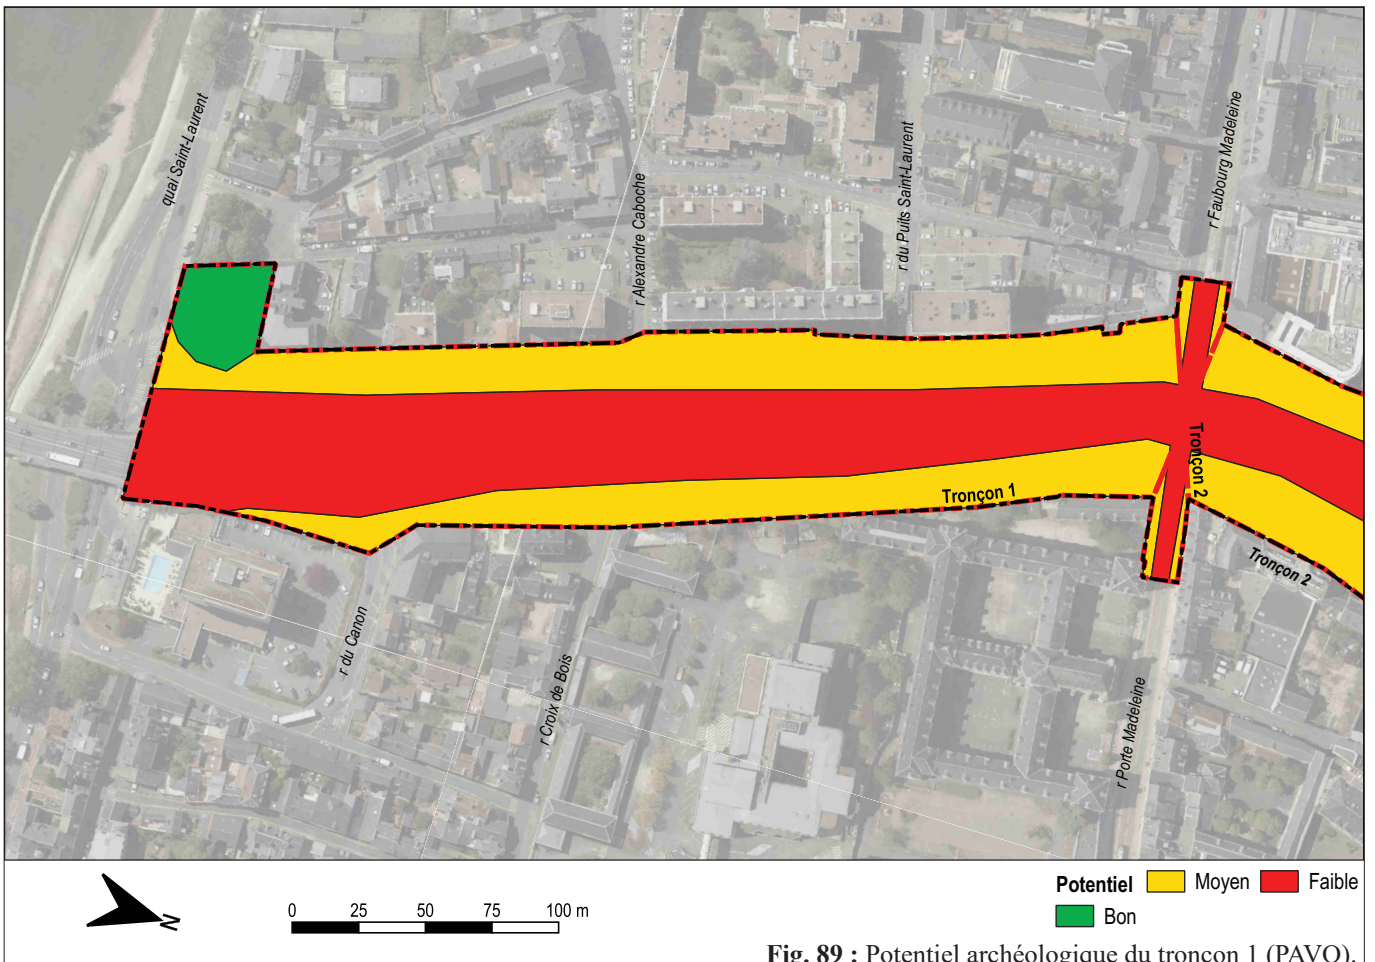 quai Saint-Laurent
r Alexandre Caboche
r du Puits Saint-Laurent
r Faubourg Madeleine
Tronçon 1
Tronçon 2
Tronçon 2
r du Canon
r Croix de Bois
r Porte Madeleine
N
0 25 50 75 100 m
Potentiel Moyen Faible
Bon
Fig. 89 : Potentiel archéologique du tronçon 1 (PAVO).